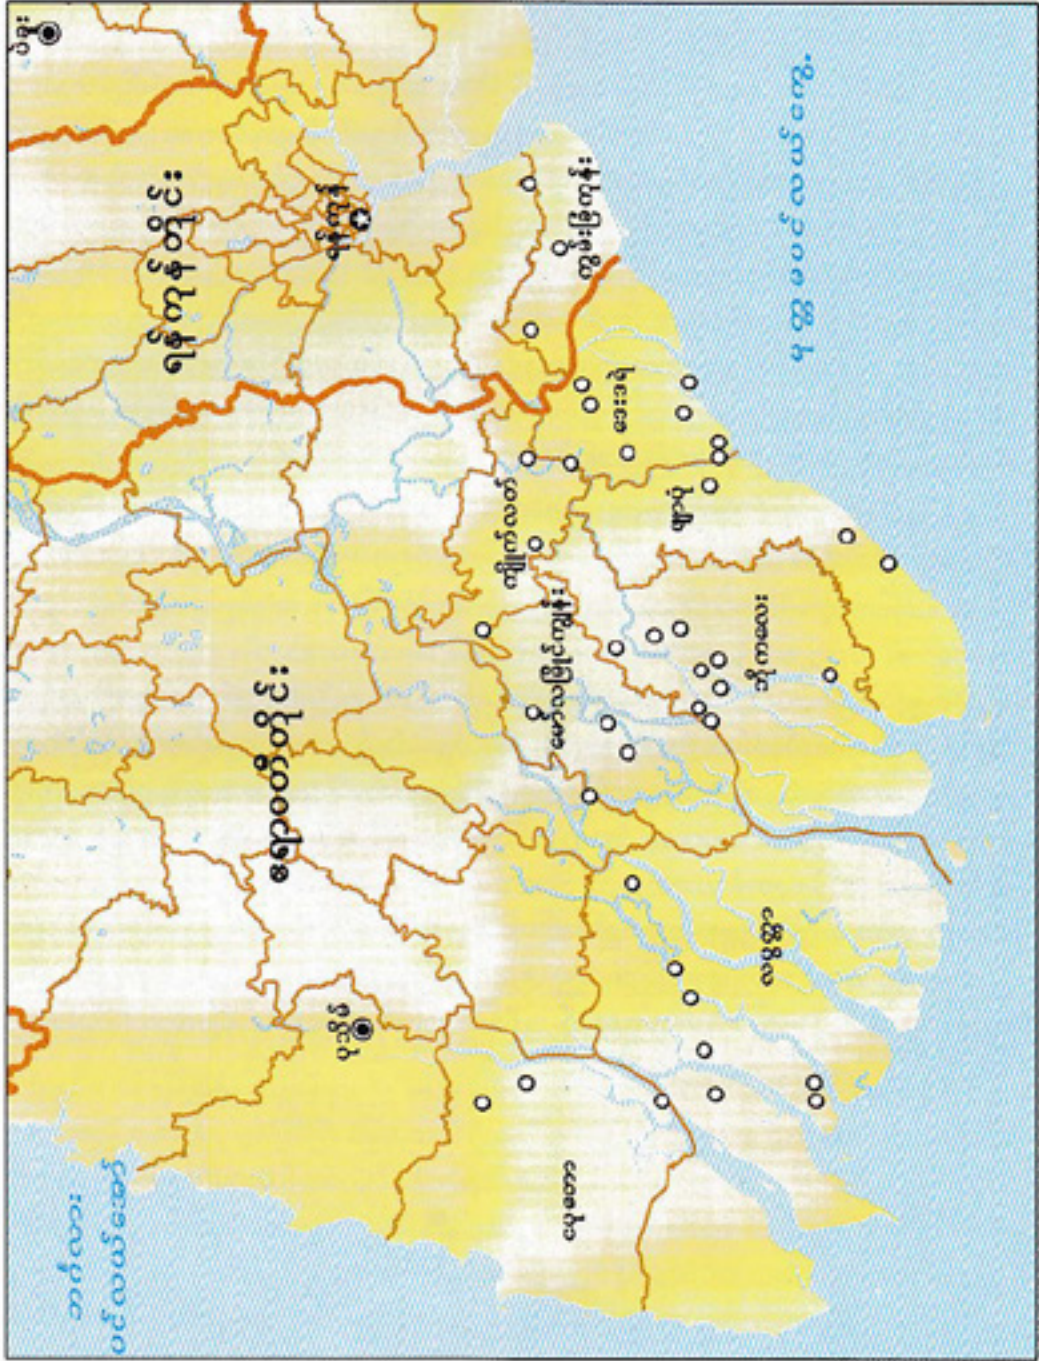 ပဲခူး
ရန်ကုန်တိုင်း
ရန်ကုန်
ကွမ်းခြံကုန်း
ဒေးဒရဲ
ကျိုက်လတ်
ဖျာပုံ
မော်လမြိုင်ကျွန်း
ဘိုကလေး
ဧရာဝတီတိုင်း
လပွတ္တာ
ပုသိမ်
ငပုတော
မုတ္တမပင်လယ်ကွေ့
ဘင်္ဂလား
ပင်လယ်အော်